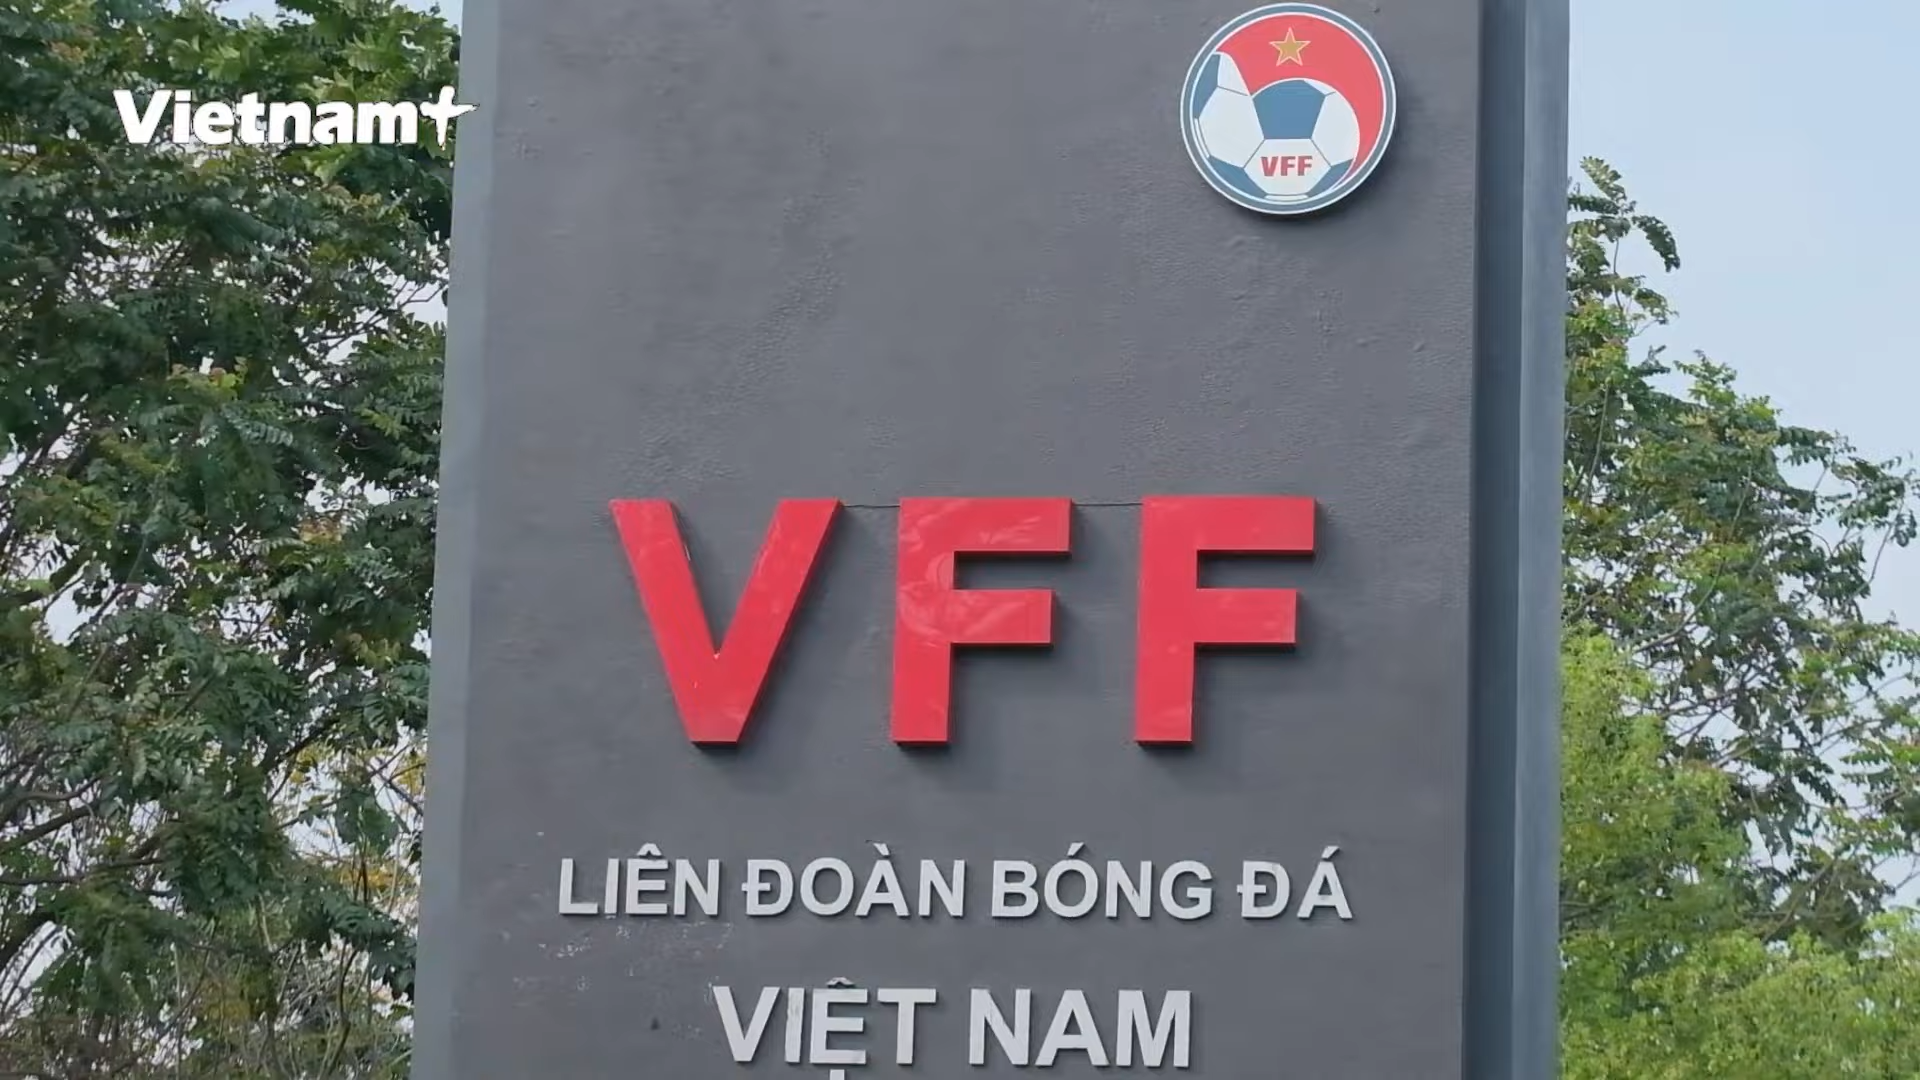 Vietnam+
VFF
VFF
LIÊN ĐOÀN BÓNG ĐÁ
VIỆT NAM